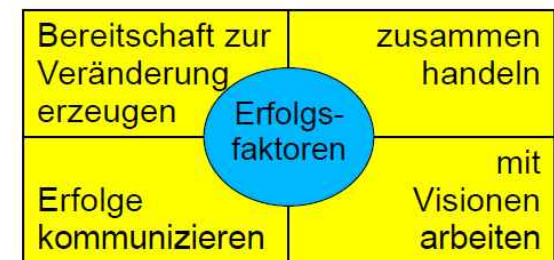 Bereitschaft zur
Veränderung
erzeugen
zusammen
handeln
Erfolgs-
faktoren
Erfolge
kommunizieren
mit
Visionen
arbeiten